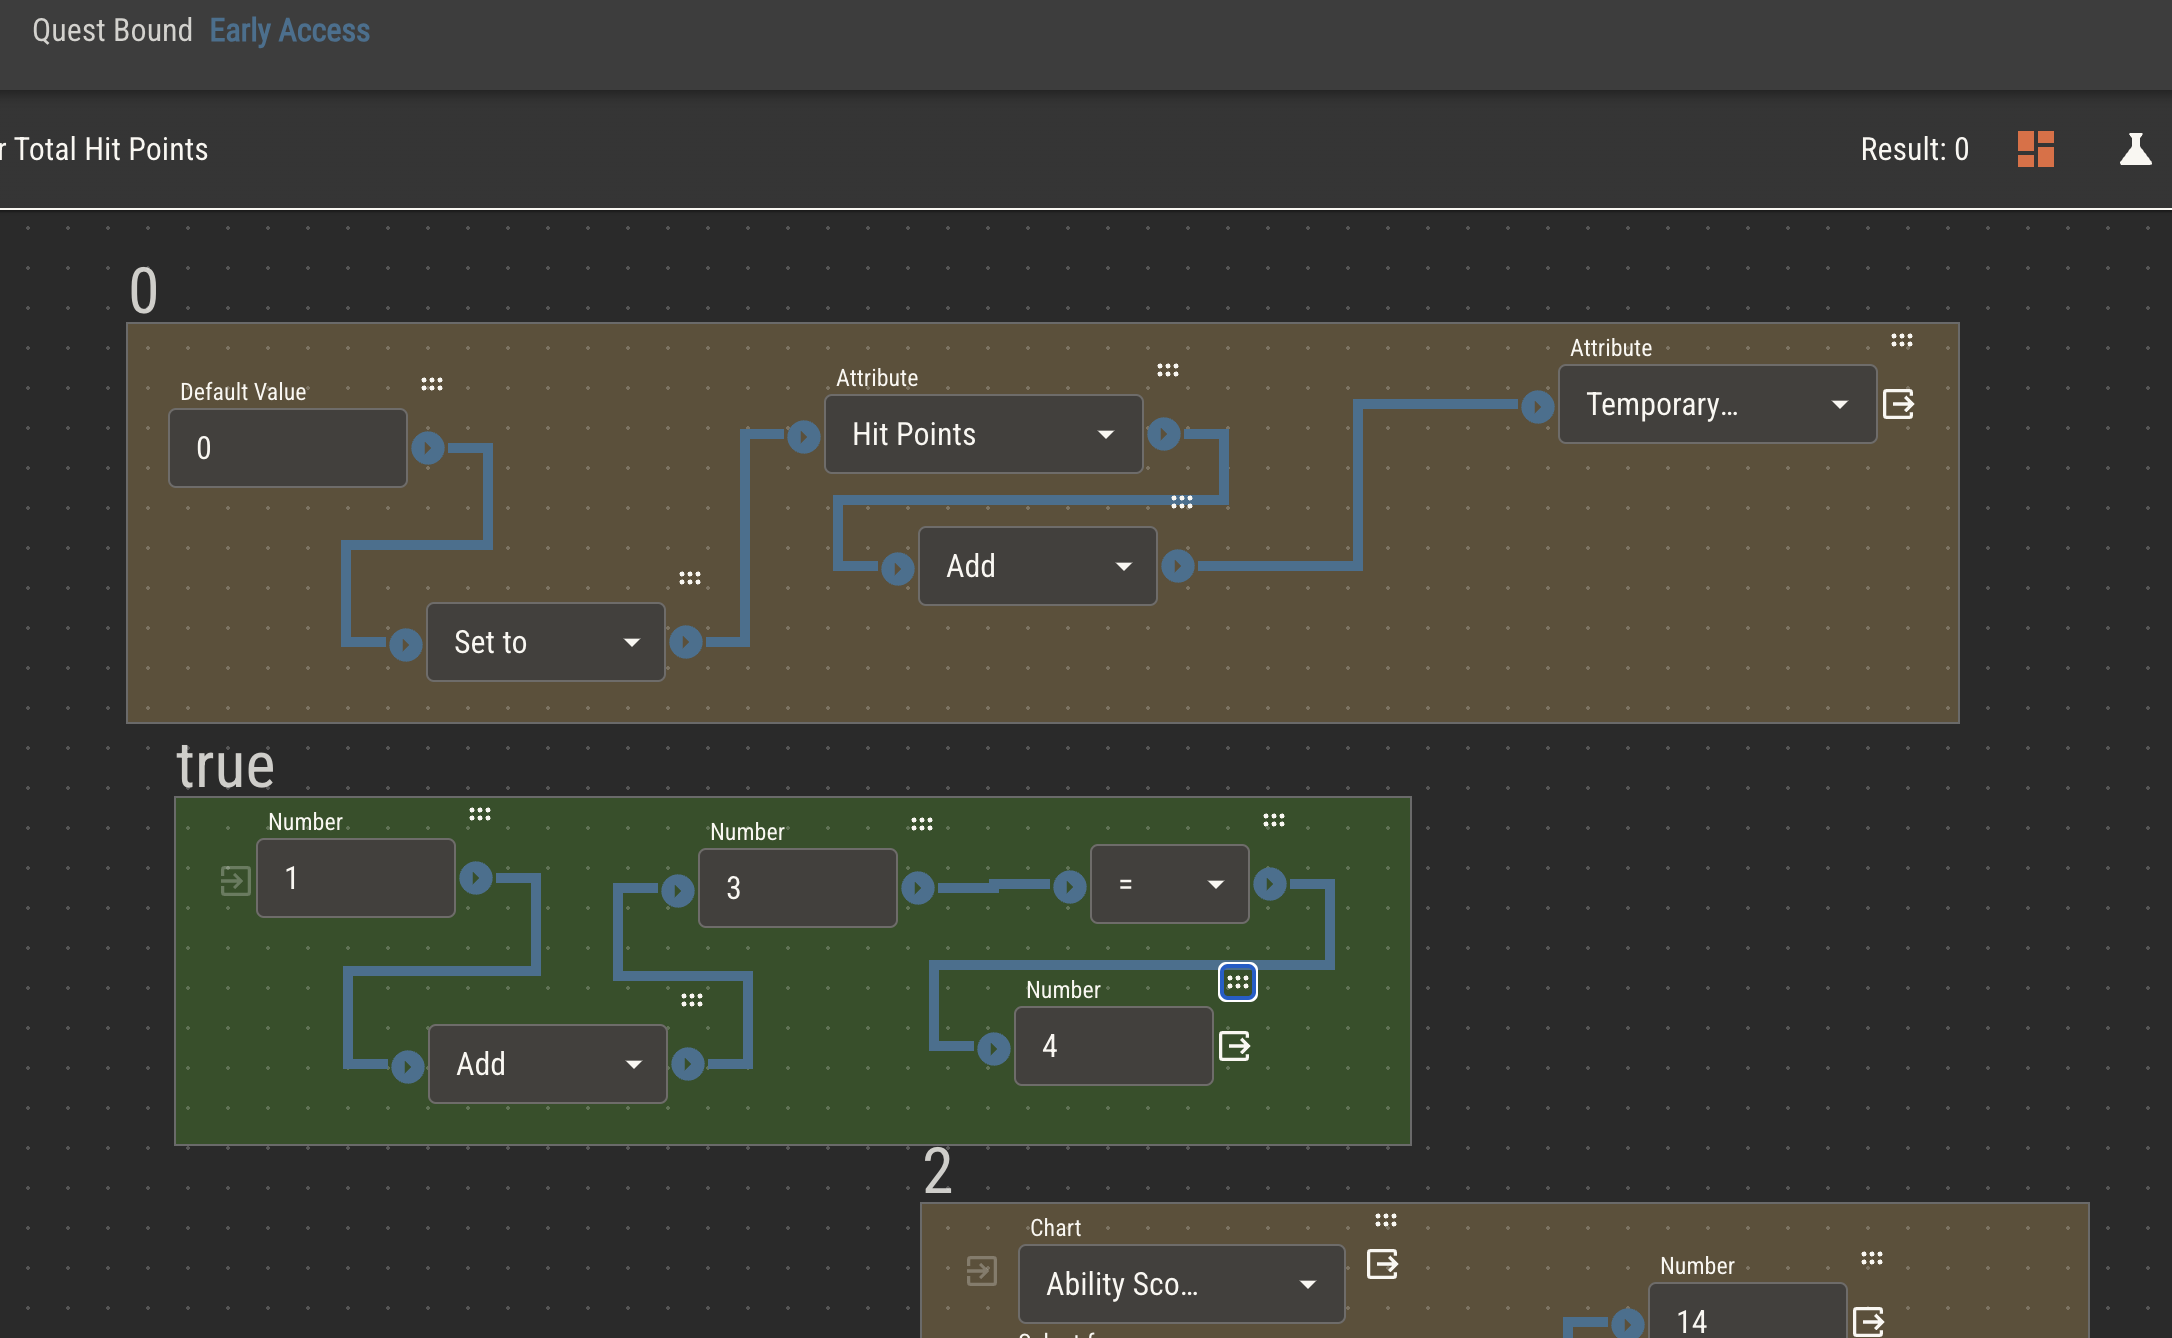 Quest Bound Early Access
r Total Hit Points
Result: 0
0
Default Value
0
Set to
Attribute
Hit Points
Add
Attribute
Temporary...
true
Number
1
Add
Number
3
=
Number
4
2
Chart
Ability Sco...
Number
14